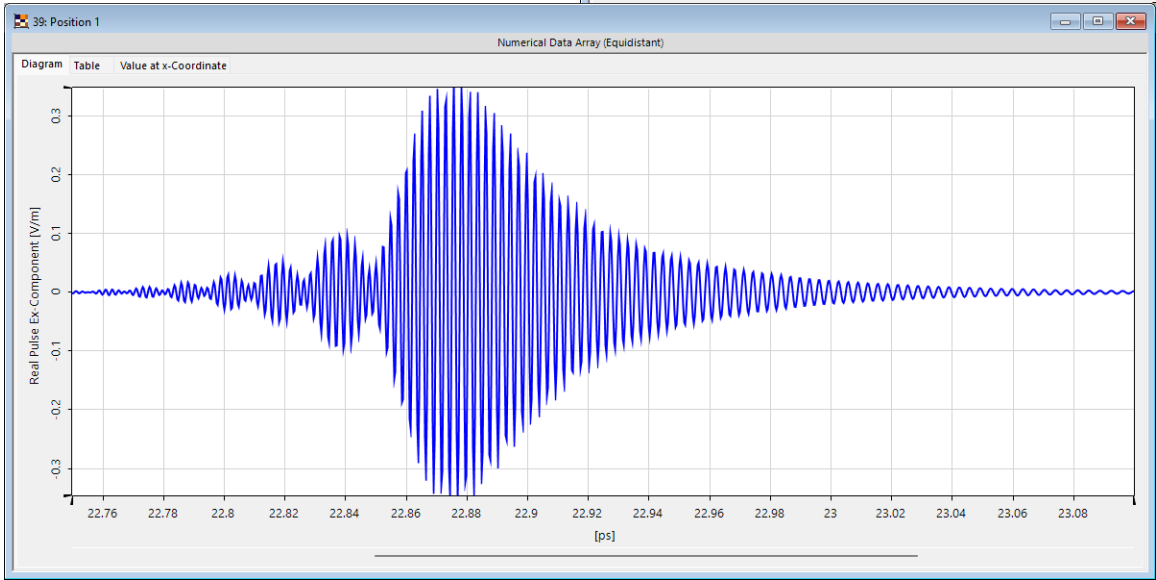 39: Position 1
Numerical Data Array (Equidistant)
Diagram Table Value at x-Coordinate
Real Pulse Ex-Component [V/m]
0.3
0.2
0.1
0
-0.1
-0.2
-0.3
22.76 22.78 22.8 22.82 22.84 22.86 22.88 22.9 22.92 22.94 22.96 22.98 23 23.02 23.04 23.06 23.08
[ps]